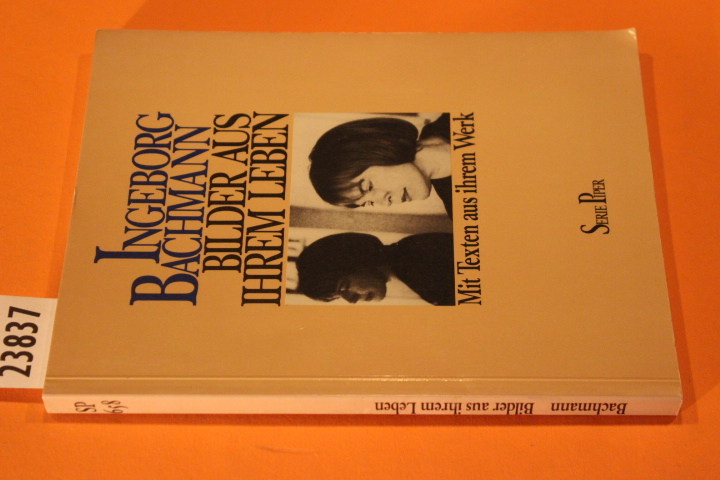 INGEBORG
BACHMANN
BILDER AUS
IHREM LEBEN
Mit Texten aus ihrem Werk
SERIE PIPER
Bachmann Bilder aus ihrem Leben
SP
658
23837